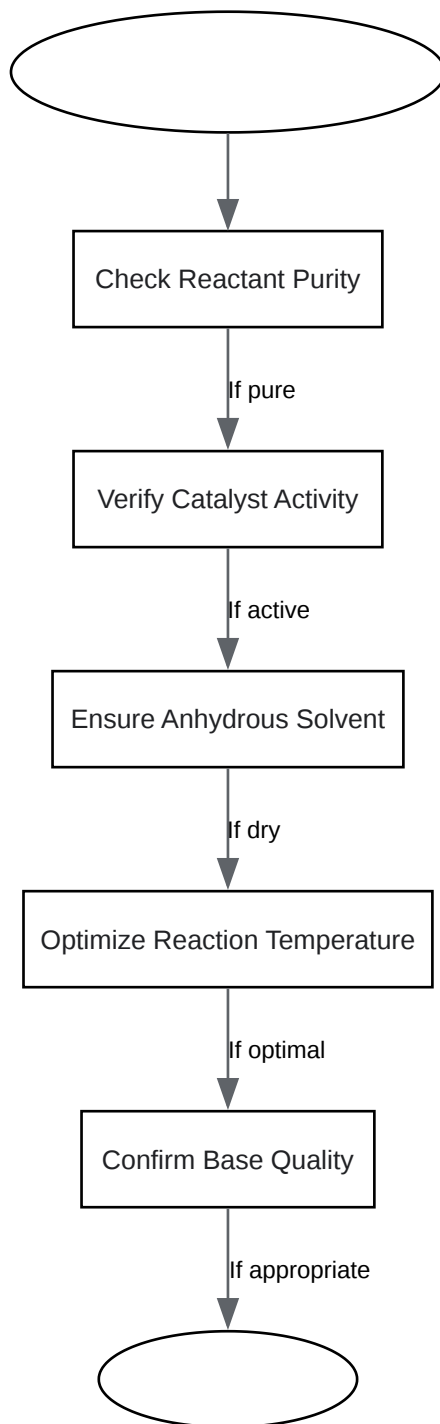 Check Reactant Purity
If pure
Verify Catalyst Activity
If active
Ensure Anhydrous Solvent
If dry
Optimize Reaction Temperature
If optimal
Confirm Base Quality
If appropriate